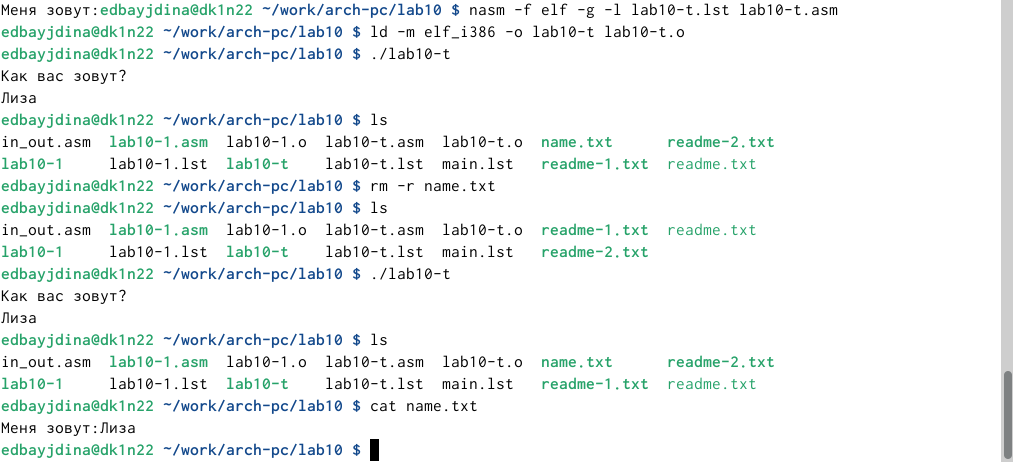 Меня зовут:edbayjdina@dk1n22 ~/work/arch-pc/lab10 $ nasm -f elf -g -l lab10-t.lst lab10-t.asm
edbayjdina@dk1n22 ~/work/arch-pc/lab10 $ ld -m elf_i386 -o lab10-t lab10-t.o
edbayjdina@dk1n22 ~/work/arch-pc/lab10 $ ./lab10-t
Как вас зовут?
Лиза
edbayjdina@dk1n22 ~/work/arch-pc/lab10 $ ls
in_out.asm  lab10-1.asm  lab10-1.o  lab10-t.asm  lab10-t.o  name.txt      readme-2.txt
lab10-1     lab10-1.lst  lab10-t    lab10-t.lst  main.lst   readme-1.txt  readme.txt
edbayjdina@dk1n22 ~/work/arch-pc/lab10 $ rm -r name.txt
edbayjdina@dk1n22 ~/work/arch-pc/lab10 $ ls
in_out.asm  lab10-1.asm  lab10-1.o  lab10-t.asm  lab10-t.o  readme-1.txt  readme.txt
lab10-1     lab10-1.lst  lab10-t    lab10-t.lst  main.lst   readme-2.txt
edbayjdina@dk1n22 ~/work/arch-pc/lab10 $ ./lab10-t
Как вас зовут?
Лиза
edbayjdina@dk1n22 ~/work/arch-pc/lab10 $ ls
in_out.asm  lab10-1.asm  lab10-1.o  lab10-t.asm  lab10-t.o  name.txt      readme-2.txt
lab10-1     lab10-1.lst  lab10-t    lab10-t.lst  main.lst   readme-1.txt  readme.txt
edbayjdina@dk1n22 ~/work/arch-pc/lab10 $ cat name.txt
Меня зовут:Лиза
edbayjdina@dk1n22 ~/work/arch-pc/lab10 $